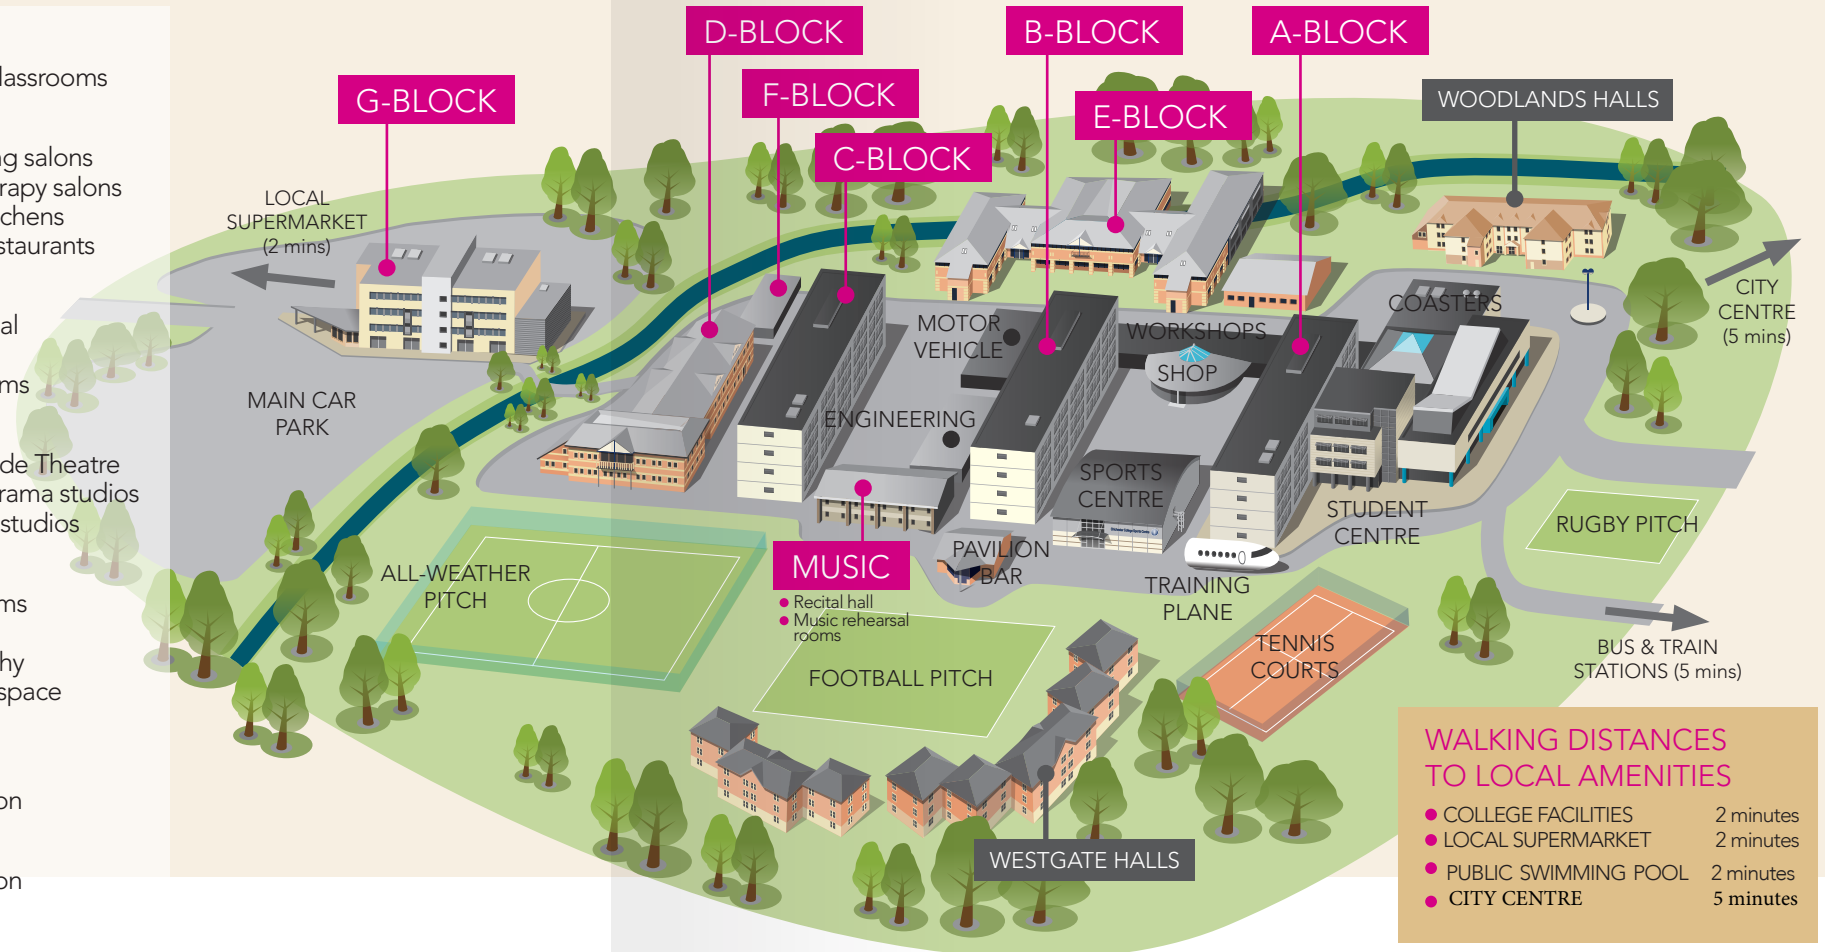 lassrooms
ng salons
rapy salons
tchens
estaurants
al
ms
de Theatre
rama studios
studios
ms
hy
space
on
on
D-BLOCK
B-BLOCK
A-BLOCK
F-BLOCK
G-BLOCK
E-BLOCK
C-BLOCK
WOODLANDS HALLS
LOCAL
SUPERMARKET
(2 mins)
CITY
CENTRE
(5 mins)
COASTERS
MOTOR
VEHICLE
WORKSHOPS
SHOP
MAIN CAR
PARK
ENGINEERING
SPORTS
CENTRE
STUDENT
CENTRE
RUGBY PITCH
PAVILION
BAR
MUSIC
Recital hall
Music rehearsal
rooms
ALL-WEATHER
PITCH
TRAINING
PLANE
TENNIS
COURTS
FOOTBALL PITCH
BUS & TRAIN
STATIONS (5 mins)
WESTGATE HALLS
WALKING DISTANCES
TO LOCAL AMENITIES
COLLEGE FACILITIES 2 minutes
LOCAL SUPERMARKET 2 minutes
PUBLIC SWIMMING POOL 2 minutes
CITY CENTRE 5 minutes